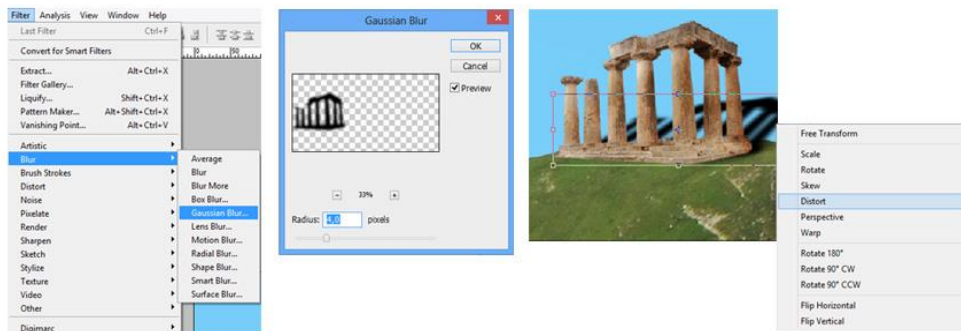 Filter Analysis View Window Help
Last Filter Ctrl+F
Convert for Smart Filters
Extract... Alt+Ctrl+X
Filter Gallery...
Liquify... Shift+Ctrl+X
Pattern Maker... Alt+Shift+Ctrl+X
Vanishing Point... Alt+Ctrl+V
Artistic
Blur
Brush Strokes
Distort
Noise
Pixelate
Render
Sharpen
Sketch
Stylize
Texture
Video
Other
Digimarc
0 50
Average
Blur
Blur More
Box Blur...
Gaussian Blur...
Lens Blur...
Motion Blur...
Radial Blur...
Shape Blur...
Smart Blur...
Surface Blur...
Gaussian Blur
OK
Cancel
Preview
33%
Radius: 4,0 pixels
Free Transform
Scale
Rotate
Skew
Distort
Perspective
Warp
Rotate 180°
Rotate 90° CW
Rotate 90° CCW
Flip Horizontal
Flip Vertical